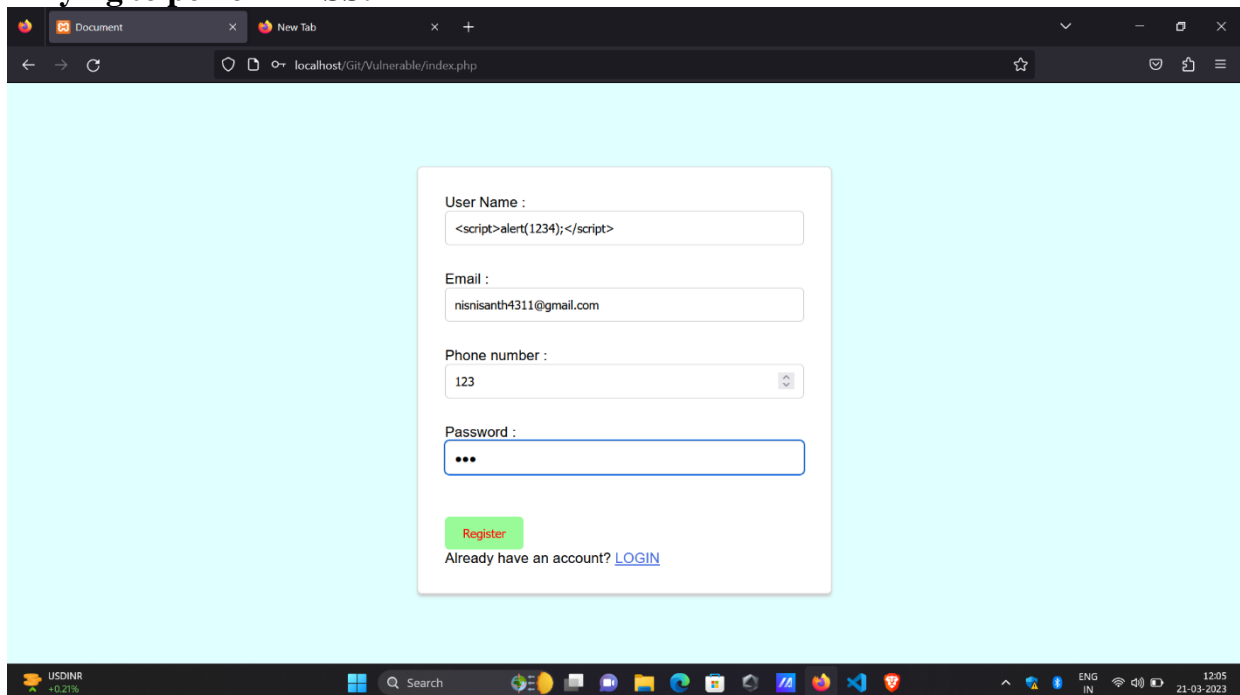 Document
New Tab
localhost/Git/Vulnerable/index.php
User Name :
<script>alert(1234);</script>
Email :
nisnisanth4311@gmail.com
Phone number :
123
Password :
•••
Register
Already have an account? LOGIN
USDINR
+0.21%
Search
ENG
IN
12:05
21-03-2023